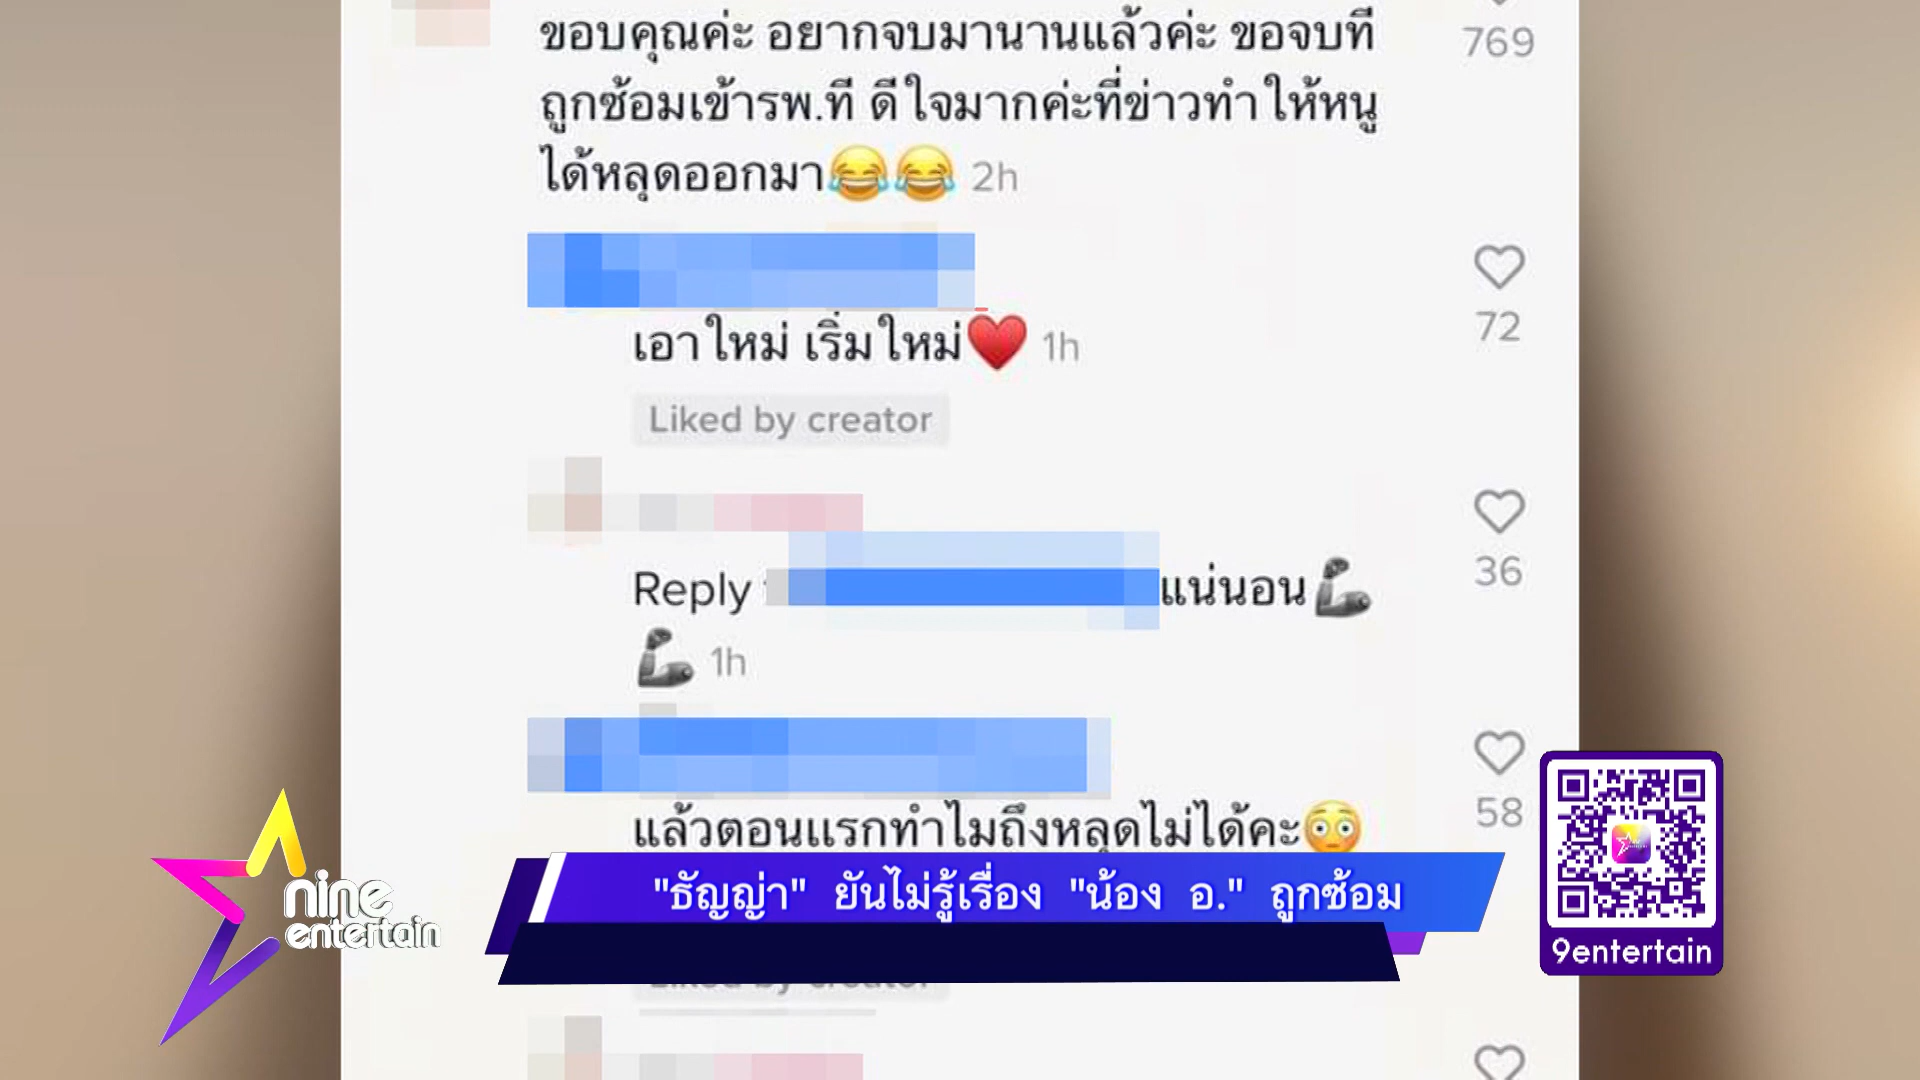 ขอบคุณค่ะ อยากจบมานานแล้วค่ะ ขอจบที
769
ถูกซ้อมเข้ารพ.ที ดีใจมากค่ะที่ข่าวทำให้หนู
ได้หลุดออกมา😂😂 2h
เอาใหม่ เริ่มใหม่♥️ 1h
72
Liked by creator
Reply แน่นอน🦾
🦾 1h
36
แล้วตอนแรกทำไมถึงหลุดไม่ได้คะ😳
58
"ธัญญ่า" ยันไม่รู้เรื่อง "น้อง อ." ถูกซ้อม
nine
entertain
9entertain
Liked by creator